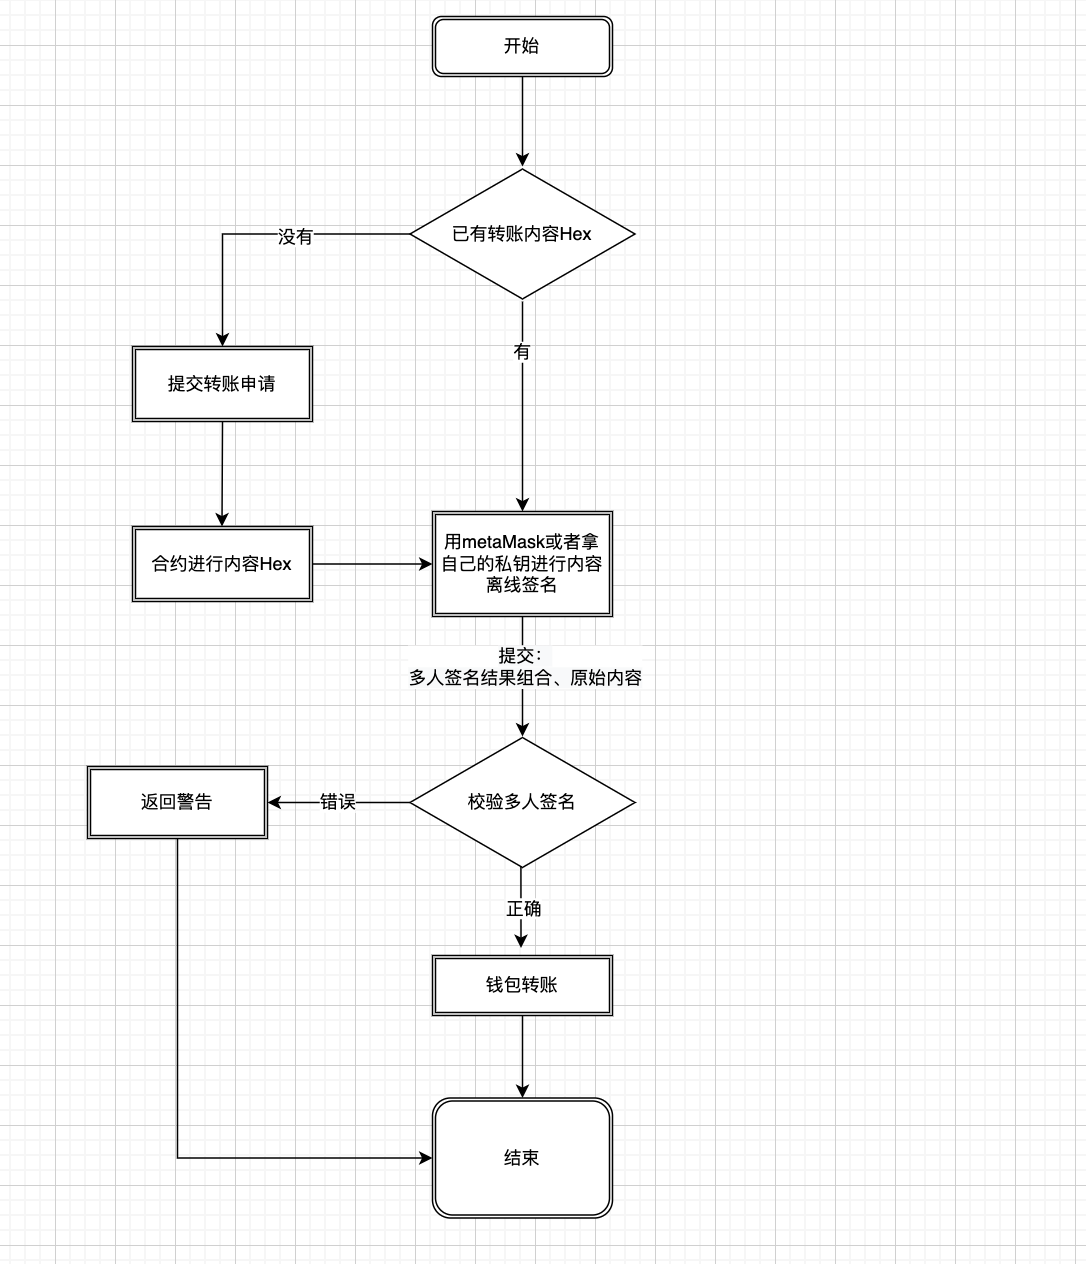 开始
已有转账内容Hex
没有
有
提交转账申请
合约进行内容Hex
用metaMask或者拿
自己的私钥进行内容
离线签名
提交：
多人签名结果组合、原始内容
校验多人签名
错误
返回警告
正确
钱包转账
结束